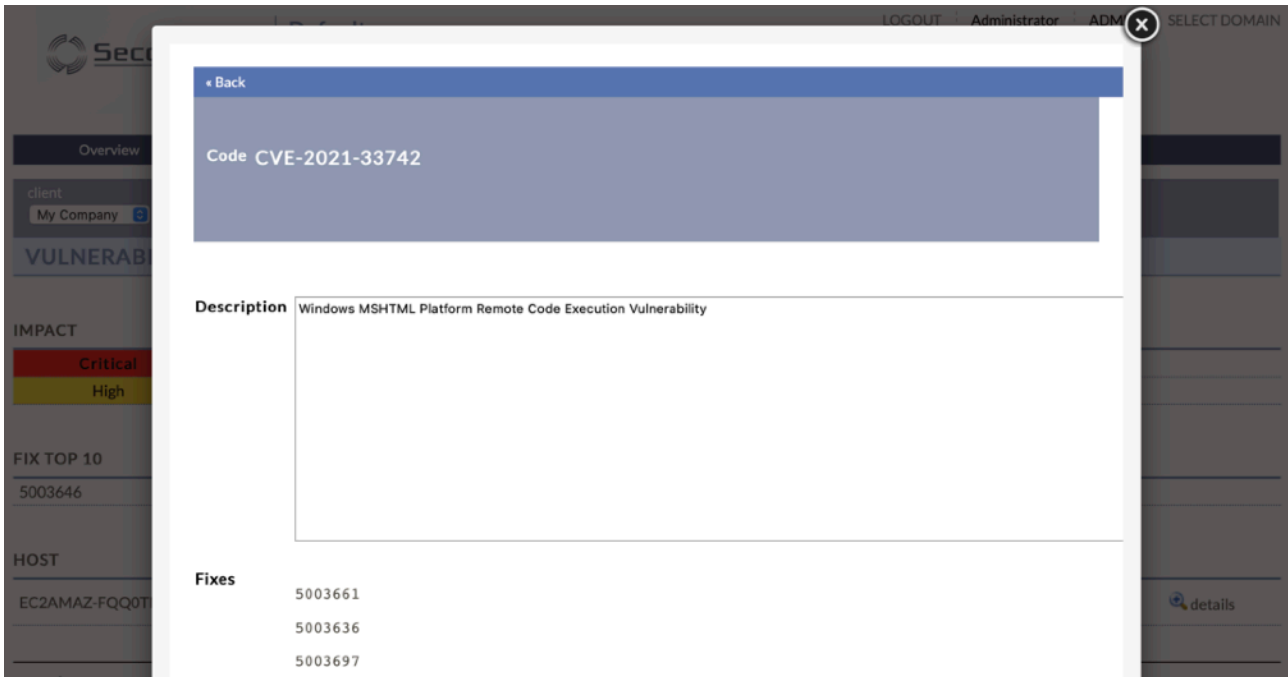 LOGOUT Administrator SELECT DOMAIN
« Back
Overview
Code CVE-2021-33742
client
My Company
Description Windows MSHTML Platform Remote Code Execution Vulnerability
IMPACT
Critical
High
FIX TOP 10
5003646
HOST
Fixes
5003661
details
5003636
5003697